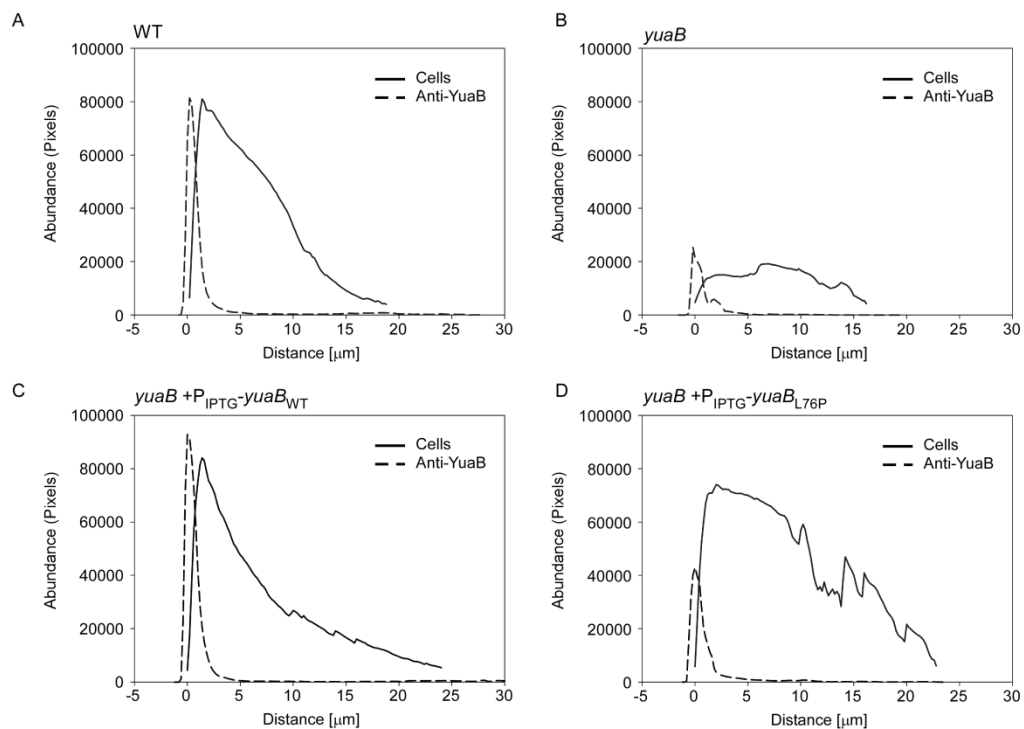 A
WT
100000
80000
60000
40000
20000
0
Abundance (Pixels)
Cells
Anti-YuaB
-5 0 5 10 15 20 25 30
Distance [μm]
B
yuaB
100000
80000
60000
40000
20000
0
Abundance (Pixels)
Cells
Anti-YuaB
-5 0 5 10 15 20 25 30
Distance [μm]
C
yuaB +PIPTG-yuaBWT
100000
80000
60000
40000
20000
0
Abundance (Pixels)
Cells
Anti-YuaB
-5 0 5 10 15 20 25 30
Distance [μm]
D
yuaB +PIPTG-yuaBL76P
100000
80000
60000
40000
20000
0
Abundance (Pixels)
Cells
Anti-YuaB
-5 0 5 10 15 20 25 30
Distance [μm]